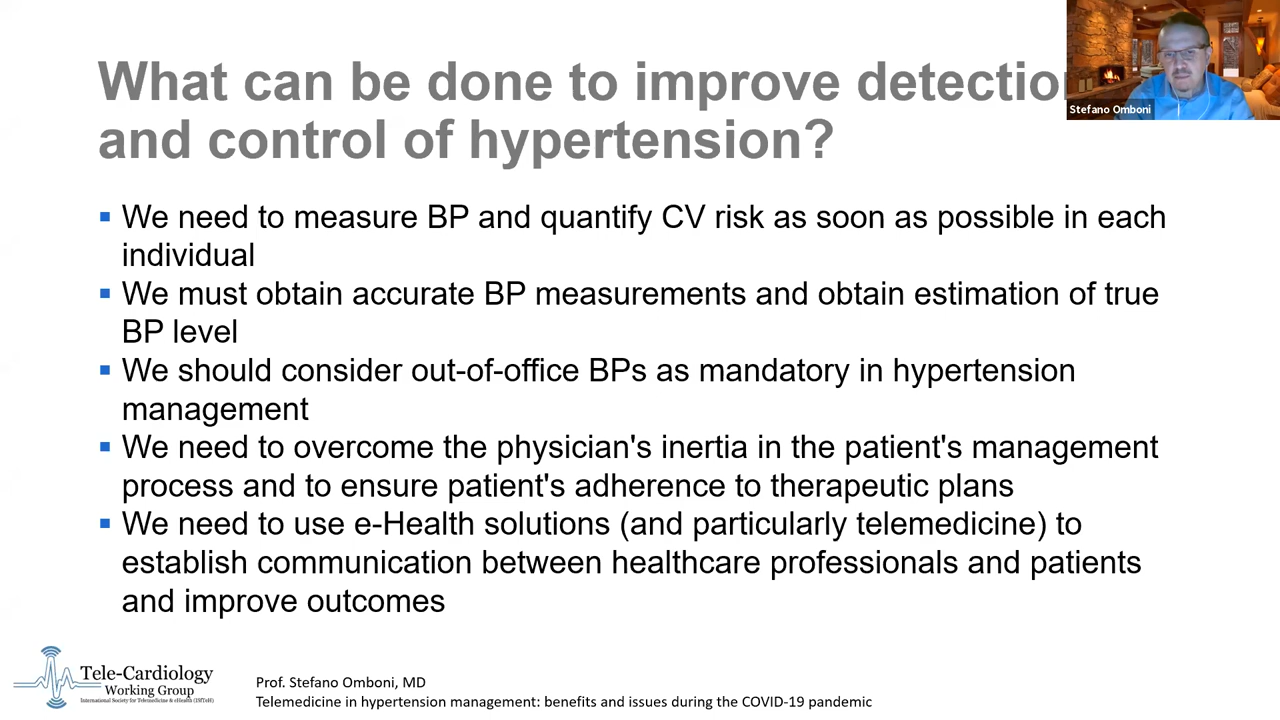 What can be done to improve detectio
and control of hypertension?
Stefano Omboni
▪ We need to measure BP and quantify CV risk as soon as possible in each
individual
▪ We must obtain accurate BP measurements and obtain estimation of true
BP level
▪ We should consider out-of-office BPs as mandatory in hypertension
management
▪ We need to overcome the physician's inertia in the patient's management
process and to ensure patient's adherence to therapeutic plans
▪ We need to use e-Health solutions (and particularly telemedicine) to
establish communication between healthcare professionals and patients
and improve outcomes
Tele-Cardiology
Working Group
International Society for Telemedicine & eHealth (ISfTeH)
Prof. Stefano Omboni, MD
Telemedicine in hypertension management: benefits and issues during the COVID-19 pandemic